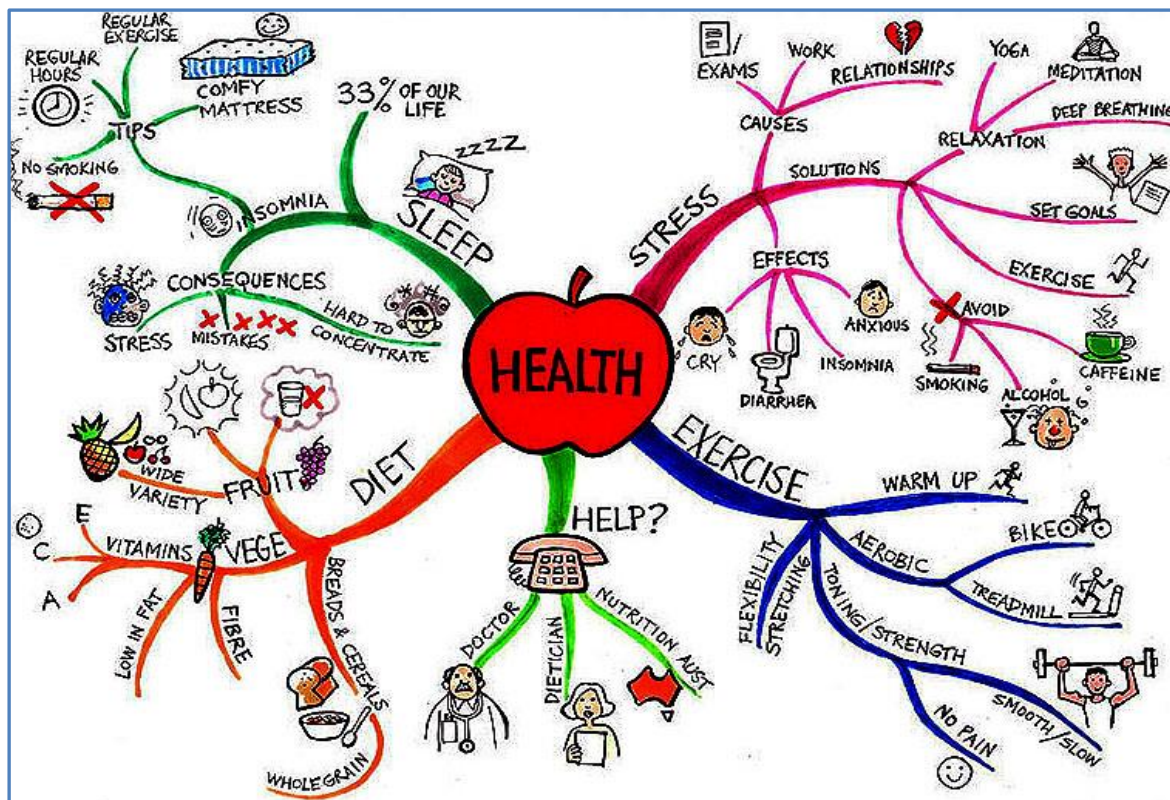 HEALTH
SLEEP
33% OF OUR
LIFE
ZZZZ
INSOMNIA
TIPS
REGULAR
EXERCISE
REGULAR
HOURS
COMFY
MATTRESS
NO SMOKING
CONSEQUENCES
STRESS
MISTAKES
HARD TO
CONCENTRATE
STRESS
CAUSES
EXAMS
WORK
RELATIONSHIPS
SOLUTIONS
RELAXATION
YOGA
MEDITATION
DEEP BREATHING
SET GOALS
EXERCISE
AVOID
SMOKING
ALCOHOL
CAFFEINE
EFFECTS
CRY
DIARRHEA
INSOMNIA
ANXIOUS
EXERCISE
WARM UP
AEROBIC
BIKE
TREADMILL
TONING/STRENGTH
SMOOTH/SLOW
NO PAIN
FLEXIBILITY
STRETCHING
HELP?
DOCTOR
DIETICIAN
NUTRITION AUST
DIET
FRUIT
WIDE
VARIETY
VEGE
VITAMINS
E
C
A
LOW IN FAT
FIBRE
BREADS & CEREALS
WHOLEGRAIN